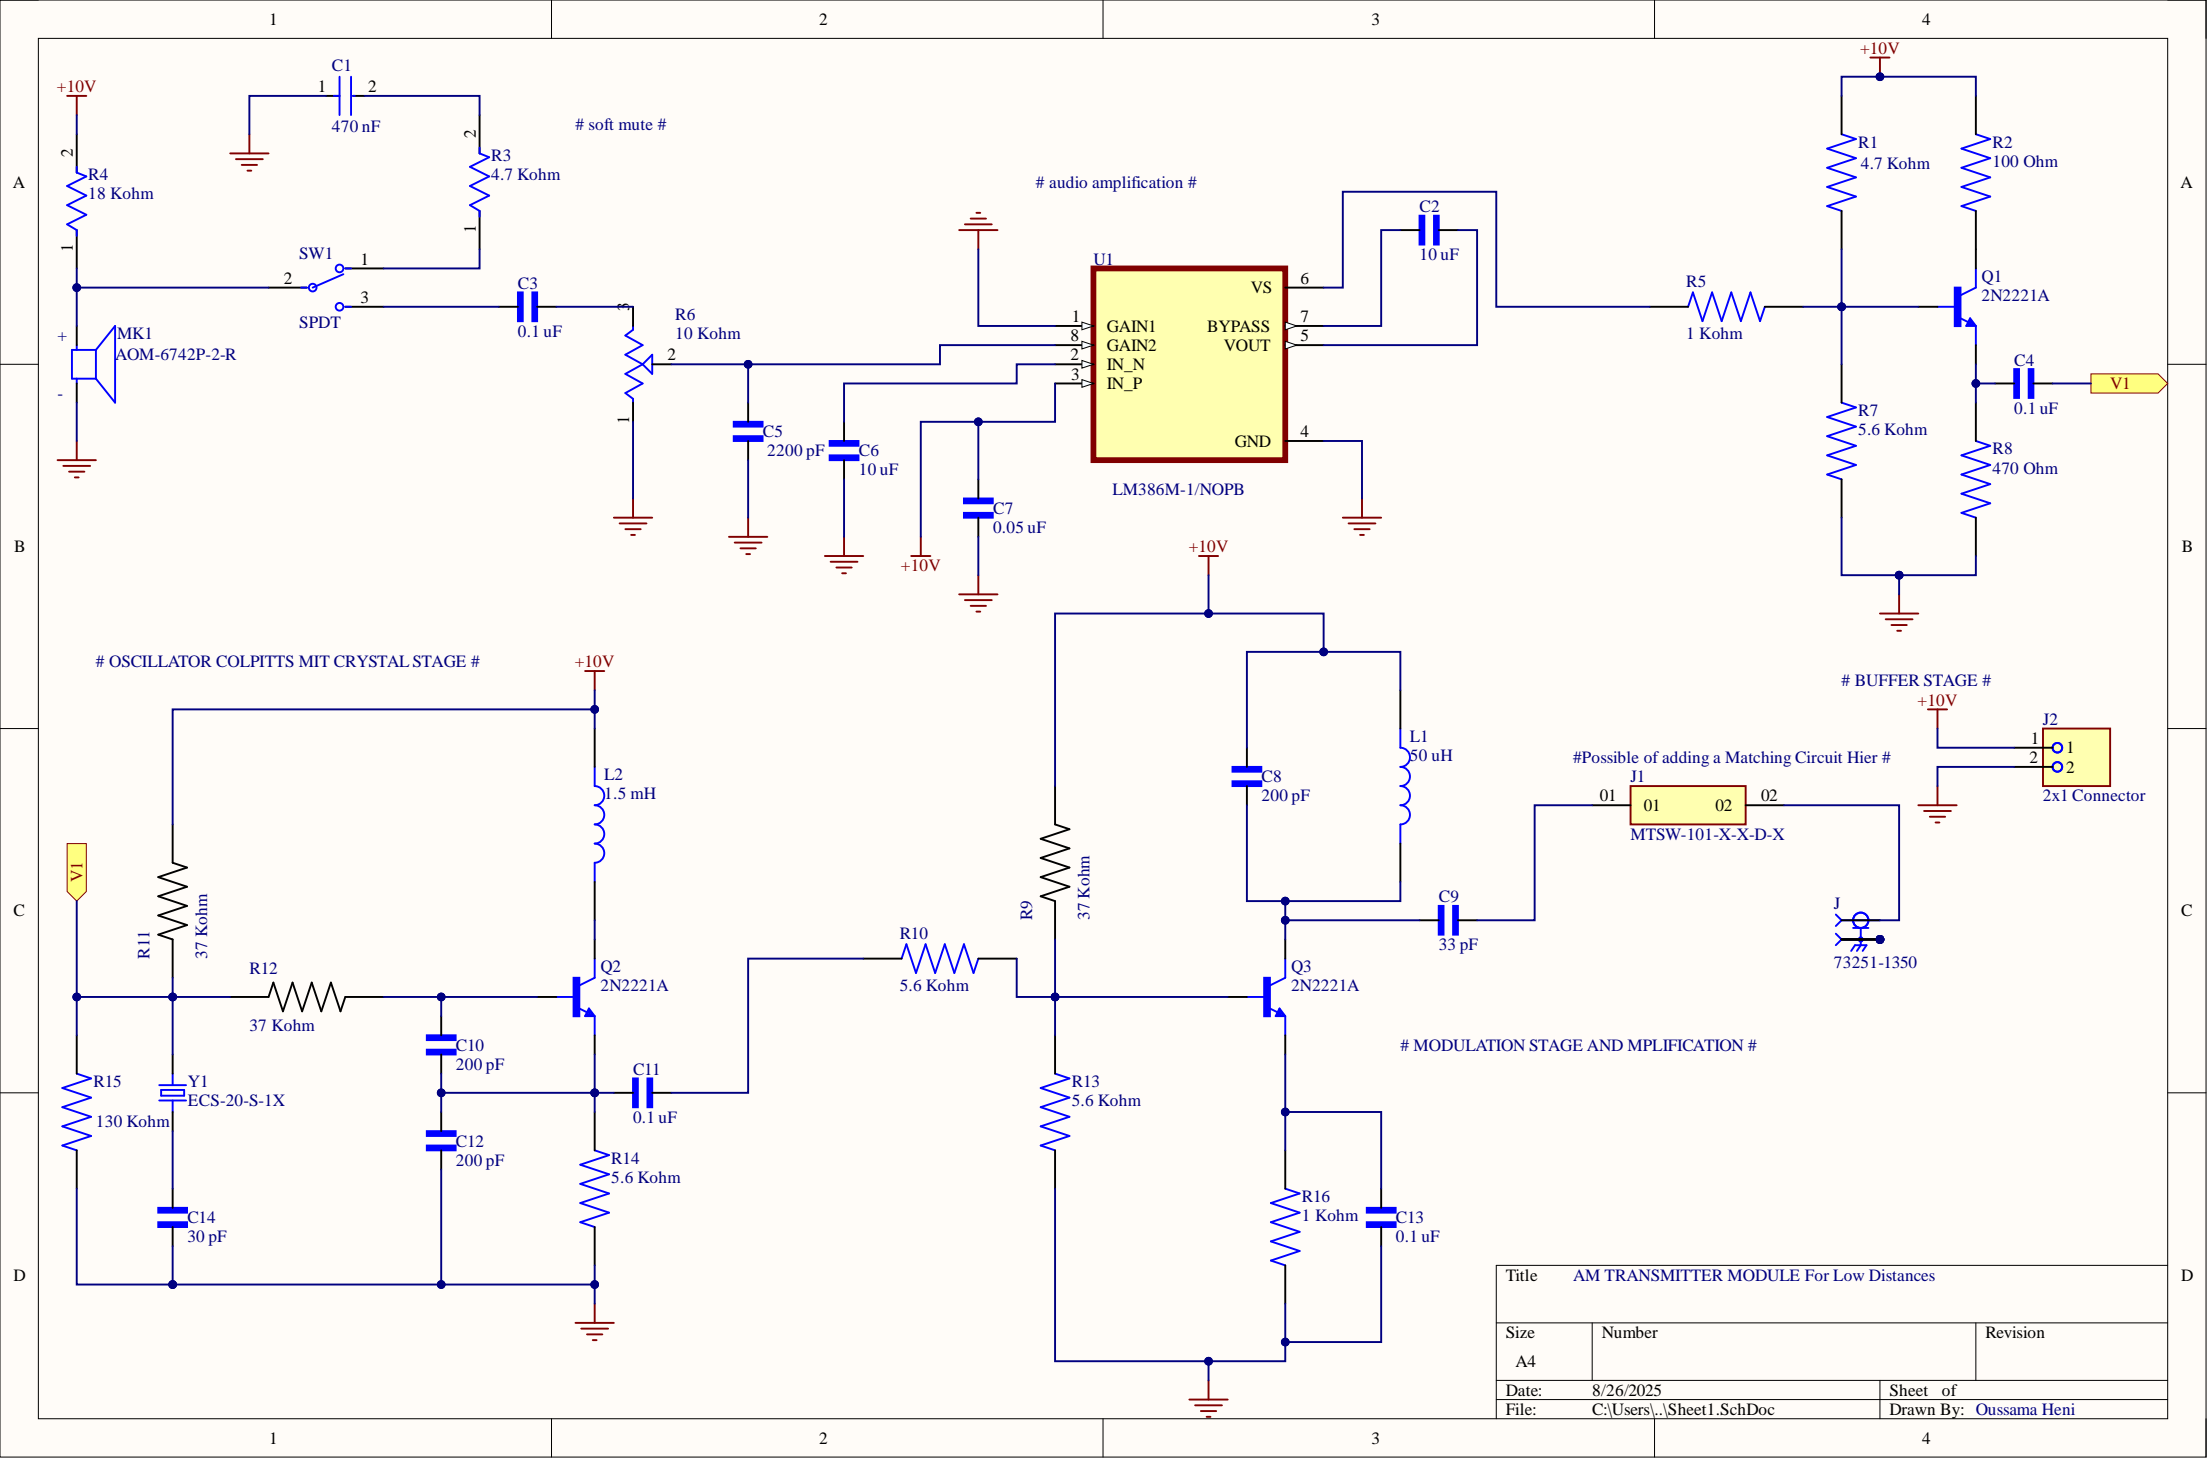 1 2 3 4
A A
B B
C C
D D
+10V
2
R4
18 Kohm
1
C1
1 2
470 nF
2
R3
4.7 Kohm
1
# soft mute #
SW1
2
1
3
SPDT
+
MK1
AOM-6742P-2-R
-
C3
0.1 uF
3
R6
10 Kohm
2
1
C5
2200 pF
C6
10 uF
C7
0.05 uF
+10V
# audio amplification #
U1
1 GAIN1
8 GAIN2
2 IN_N
3 IN_P
VS 6
BYPASS 7
VOUT 5
GND 4
LM386M-1/NOPB
C2
10 uF
+10V
R1
4.7 Kohm
R2
100 Ohm
R5
1 Kohm
Q1
2N2221A
C4
0.1 uF
V1
R7
5.6 Kohm
R8
470 Ohm
# OSCILLATOR COLPITTS MIT CRYSTAL STAGE #
+10V
L2
1.5 mH
V1
R11
37 Kohm
R12
37 Kohm
Q2
2N2221A
C10
200 pF
C11
0.1 uF
R15
130 Kohm
Y1
ECS-20-S-1X
C12
200 pF
R14
5.6 Kohm
C14
30 pF
R10
5.6 Kohm
+10V
R9
37 Kohm
C8
200 pF
L1
50 uH
C9
33 pF
Q3
2N2221A
R13
5.6 Kohm
R16
1 Kohm
C13
0.1 uF
# MODULATION STAGE AND MPLIFICATION #
# BUFFER STAGE #
+10V
J2
1 1
2 2
2x1 Connector
#Possible of adding a Matching Circuit Hier #
J1
01 01 02 02
MTSW-101-X-X-D-X
J
73251-1350
Title AM TRANSMITTER MODULE For Low Distances
Size Number Revision
A4
Date: 8/26/2025 Sheet of
File: C:\Users\..\Sheet1.SchDoc Drawn By: Oussama Heni
1 2 3 4